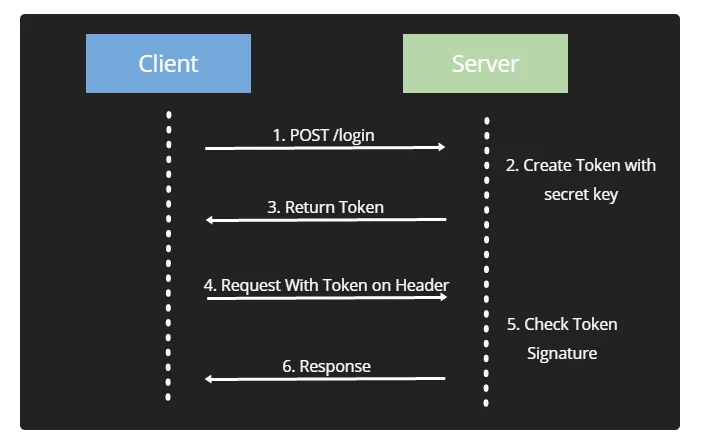 Client
Server
1. POST /login
2. Create Token with
secret key
3. Return Token
4. Request With Token on Header
5. Check Token
Signature
6. Response